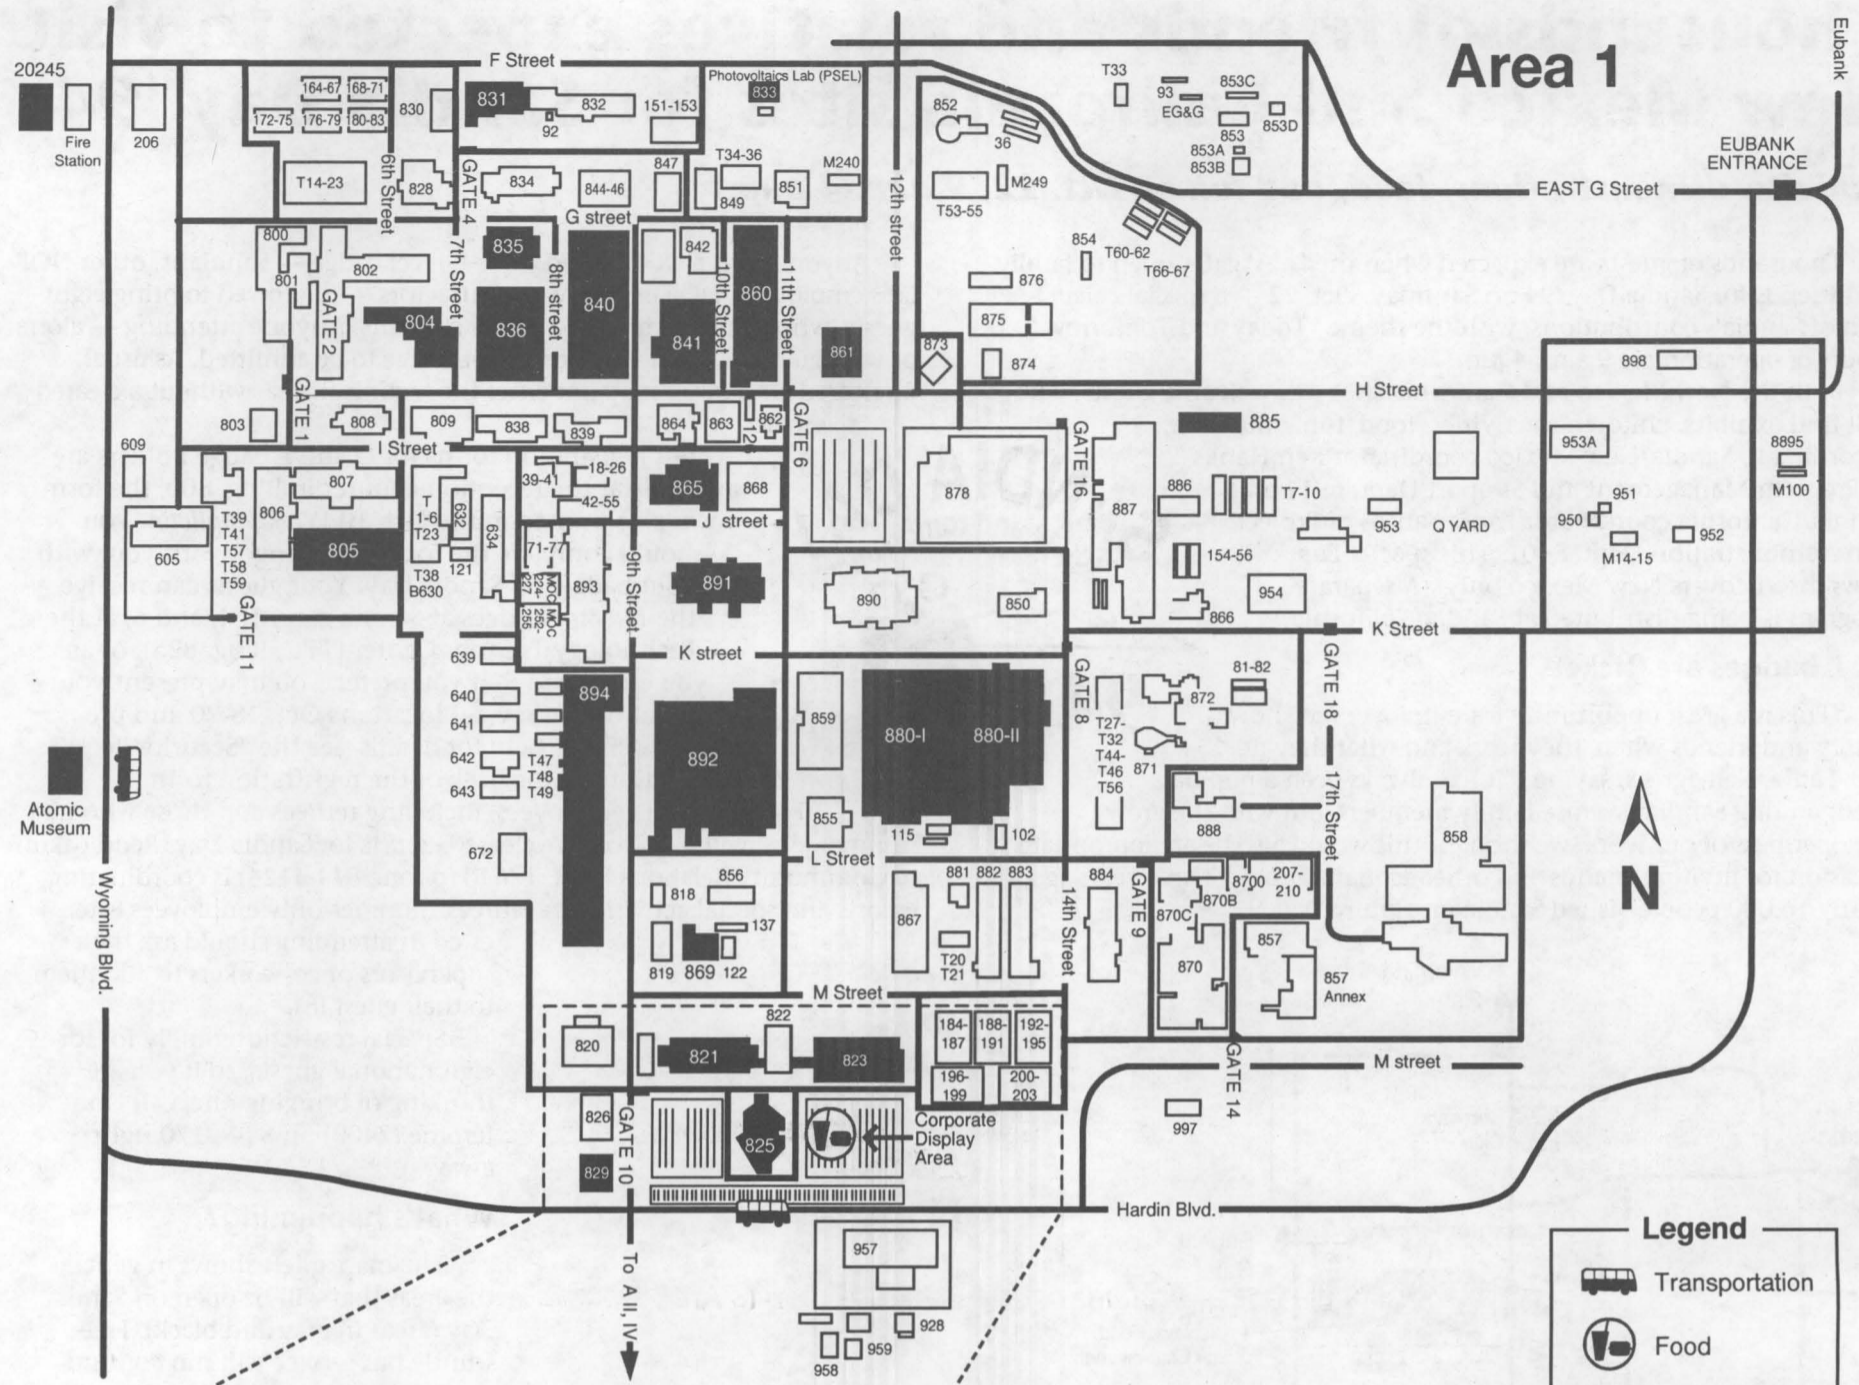 Area 1
Eubank
20245
Fire
Station
206
164-67
168-71
172-75
176-79
180-83
830
F Street
831
832
92
151-153
Photovoltaics Lab (PSEL)
833
T33
93
EG&G
853C
853
853D
853A
853B
852
36
EUBANK
ENTRANCE
EAST G Street
T14-23
6th Street
828
GATE 4
834
844-46
847
T34-36
849
851
M240
12th street
M249
T53-55
G street
854
T60-62
T66-67
800
801
802
7th Street
835
8th street
840
842
10th Street
860
11th Street
876
GATE 2
804
836
841
861
875
873
874
H Street
898
803
GATE 1
808
809
838
839
864
863
126
862
GATE 6
885
I Street
609
807
39-41
18-26
42-55
865
868
878
GATE 16
887
886
T7-10
953A
8895
M100
951
950
953
Q YARD
952
M14-15
605
T39
T41
T57
T58
T59
806
805
T
1-6
T23
632
634
T38
B630
121
J street
71-77
MOC
224-
227
MOC
252-
255
893
9th Street
891
890
850
154-56
954
866
GATE 11
K street
K Street
639
640
641
642
643
T47
T48
T49
894
892
859
880-I
880-II
GATE 8
T27-
T32
T44-
T46
T56
872
81-82
871
GATE 18
17th Street
Atomic
Museum
Wyoming Blvd.
672
855
115
102
888
858
L Street
818
856
137
819
869
122
867
881
882
883
T20
T21
14th Street
884
GATE 9
870C
870B
8700
207-
210
870
857
857
Annex
N
M Street
820
821
822
823
184-
187
188-
191
192-
195
196-
199
200-
203
M street
GATE 14
997
826
829
GATE 10
825
Corporate
Display
Area
Hardin Blvd.
To A II, IV
957
928
958
959
Legend
Transportation
Food